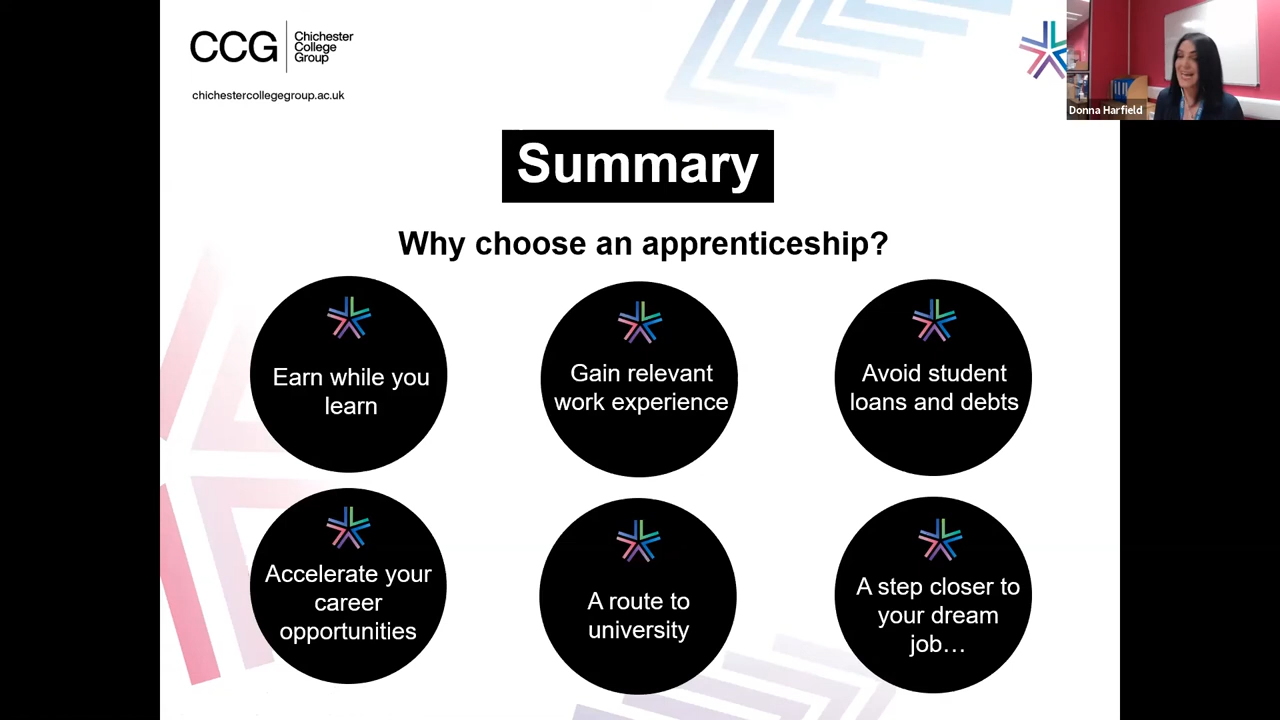 CCG
Chichester
College
Group
chichestercollegegroup.ac.uk
Donna Harfield
Summary
Why choose an apprenticeship?
Earn while you
learn
Gain relevant
work experience
Avoid student
loans and debts
Accelerate your
career
opportunities
A route to
university
A step closer to
your dream
job…